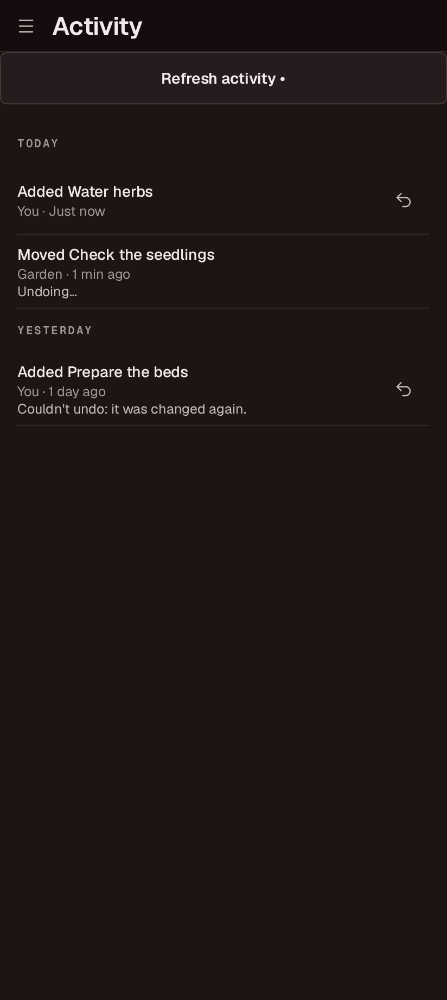 Activity
Refresh activity •
TODAY
Added Water herbs
You · Just now
Moved Check the seedlings
Garden · 1 min ago
Undoing…
YESTERDAY
Added Prepare the beds
You · 1 day ago
Couldn't undo: it was changed again.